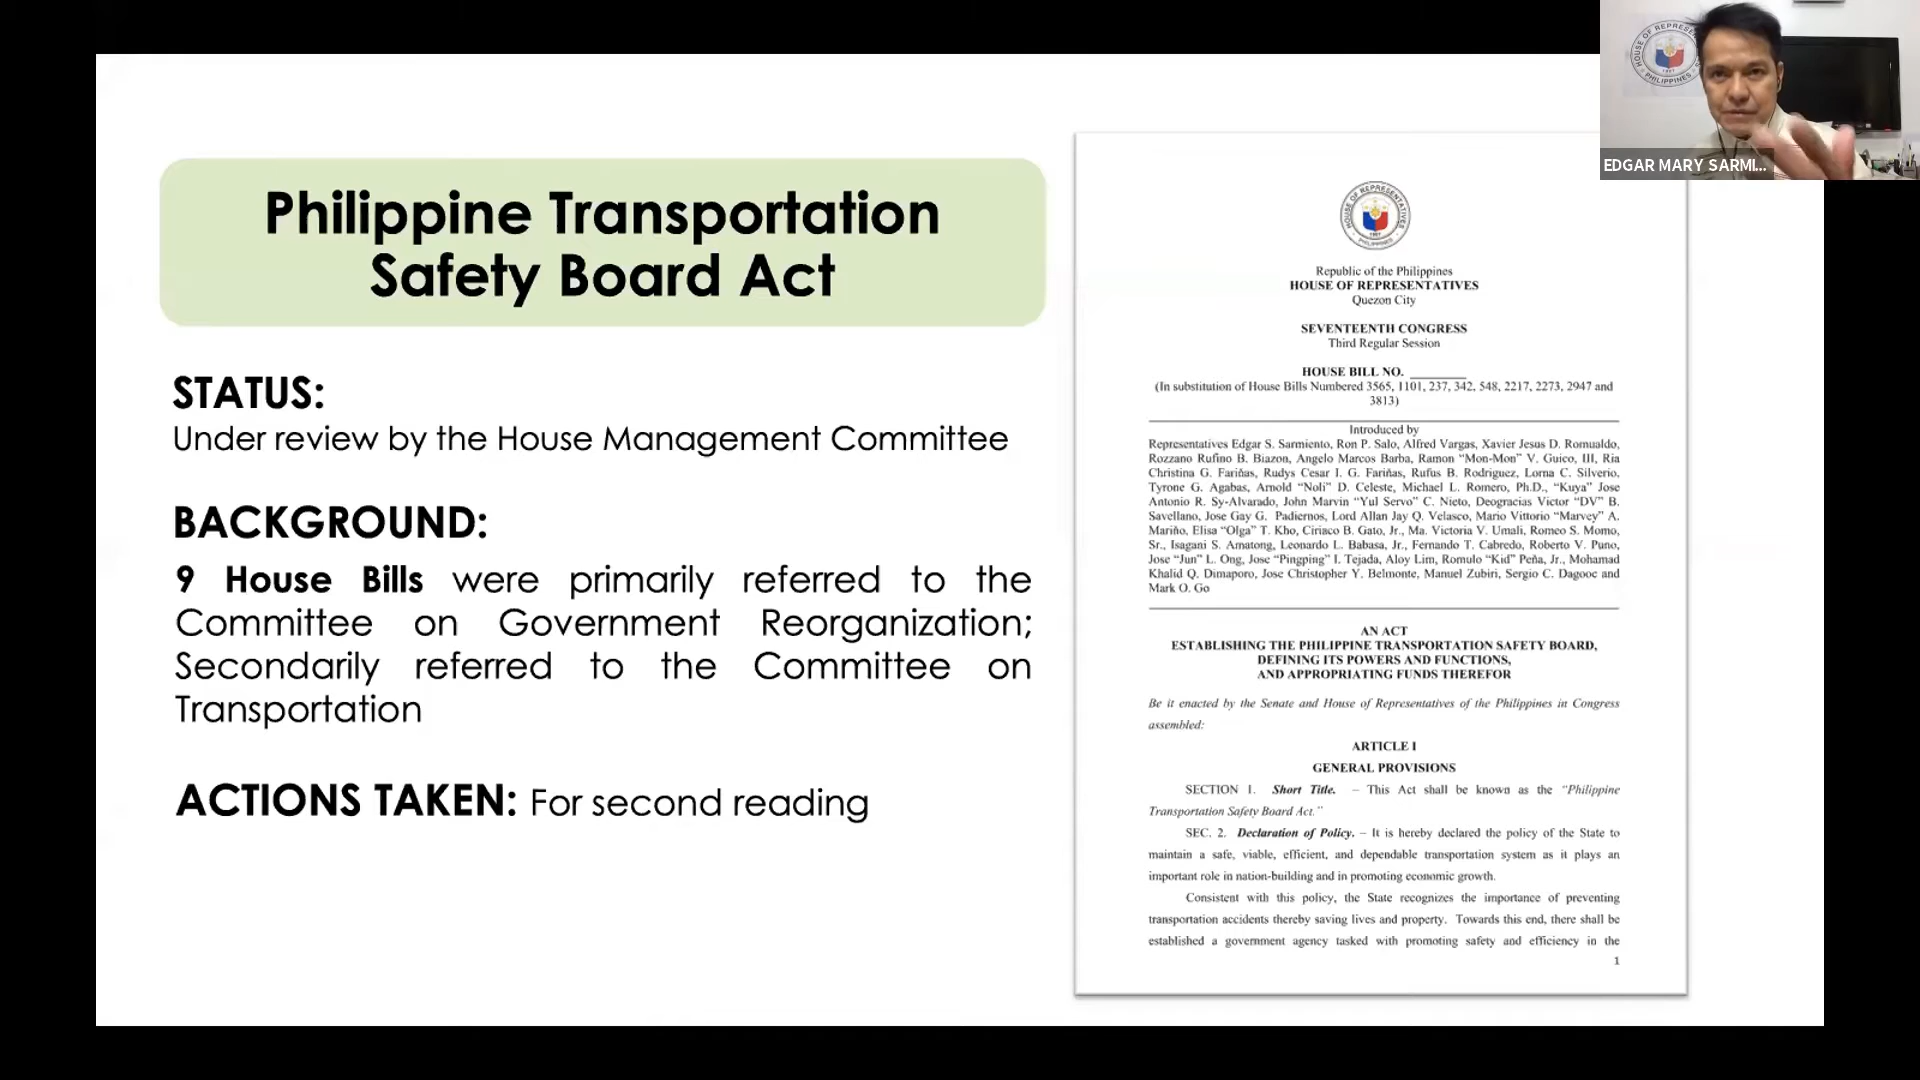 Philippine Transportation
Safety Board Act
STATUS:
Under review by the House Management Committee
BACKGROUND:
9 House Bills were primarily referred to the
Committee on Government Reorganization;
Secondarily referred to the Committee on
Transportation
ACTIONS TAKEN: For second reading
HOUSE OF REPRESENTATIVES
PHILIPPINES
Republic of the Philippines
HOUSE OF REPRESENTATIVES
Quezon City
SEVENTEENTH CONGRESS
Third Regular Session
HOUSE BILL NO. ________
(In substitution of House Bills Numbered 3565, 1101, 237, 342, 548, 2217, 2273, 2947 and
3813)
Introduced by
Representatives Edgar S. Sarmiento, Ron P. Salo, Alfred Vargas, Xavier Jesus D. Romualdo,
Rozzano Rufino B. Biazon, Angelo Marcos Barba, Ramon “Mon-Mon” V. Guico, III, Ria
Christina G. Fariñas, Rudys Cesar I. G. Fariñas, Rufus B. Rodriguez, Lorna C. Silverio,
Tyrone G. Agabas, Arnold “Noli” D. Celeste, Michael L. Romero, Ph.D., “Kuya” Jose
Antonio R. Sy-Alvarado, John Marvin “Yul Servo” C. Nieto, Deogracias Victor “DV” B.
Savellano, Jose Gay G. Padiernos, Lord Allan Jay Q. Velasco, Mario Vittorio “Marvey” A.
Mariño, Elisa “Olga” T. Kho, Ciriaco B. Gato, Jr., Ma. Victoria V. Umali, Romeo S. Momo,
Sr., Isagani S. Amatong, Leonardo L. Babasa, Jr., Fernando T. Cabredo, Roberto V. Puno,
Jose “Jun” L. Ong, Jose “Pingping” I. Tejada, Aloy Lim, Romulo “Kid” Peña, Jr., Mohamad
Khalid Q. Dimaporo, Jose Christopher Y. Belmonte, Manuel Zubiri, Sergio C. Dagooc and
Mark O. Go
AN ACT
ESTABLISHING THE PHILIPPINE TRANSPORTATION SAFETY BOARD,
DEFINING ITS POWERS AND FUNCTIONS,
AND APPROPRIATING FUNDS THEREFOR
Be it enacted by the Senate and House of Representatives of the Philippines in Congress
assembled:
ARTICLE I
GENERAL PROVISIONS
SECTION 1. Short Title. – This Act shall be known as the “Philippine
Transportation Safety Board Act.”
SEC. 2. Declaration of Policy. – It is hereby declared the policy of the State to
maintain a safe, viable, efficient, and dependable transportation system as it plays an
important role in nation-building and in promoting economic growth.
Consistent with this policy, the State recognizes the importance of preventing
transportation accidents thereby saving lives and property. Towards this end, there shall be
established a government agency tasked with promoting safety and efficiency in the
1
HOUSE OF REPRESE
PHILIPPINES
EDGAR MARY SARMI...